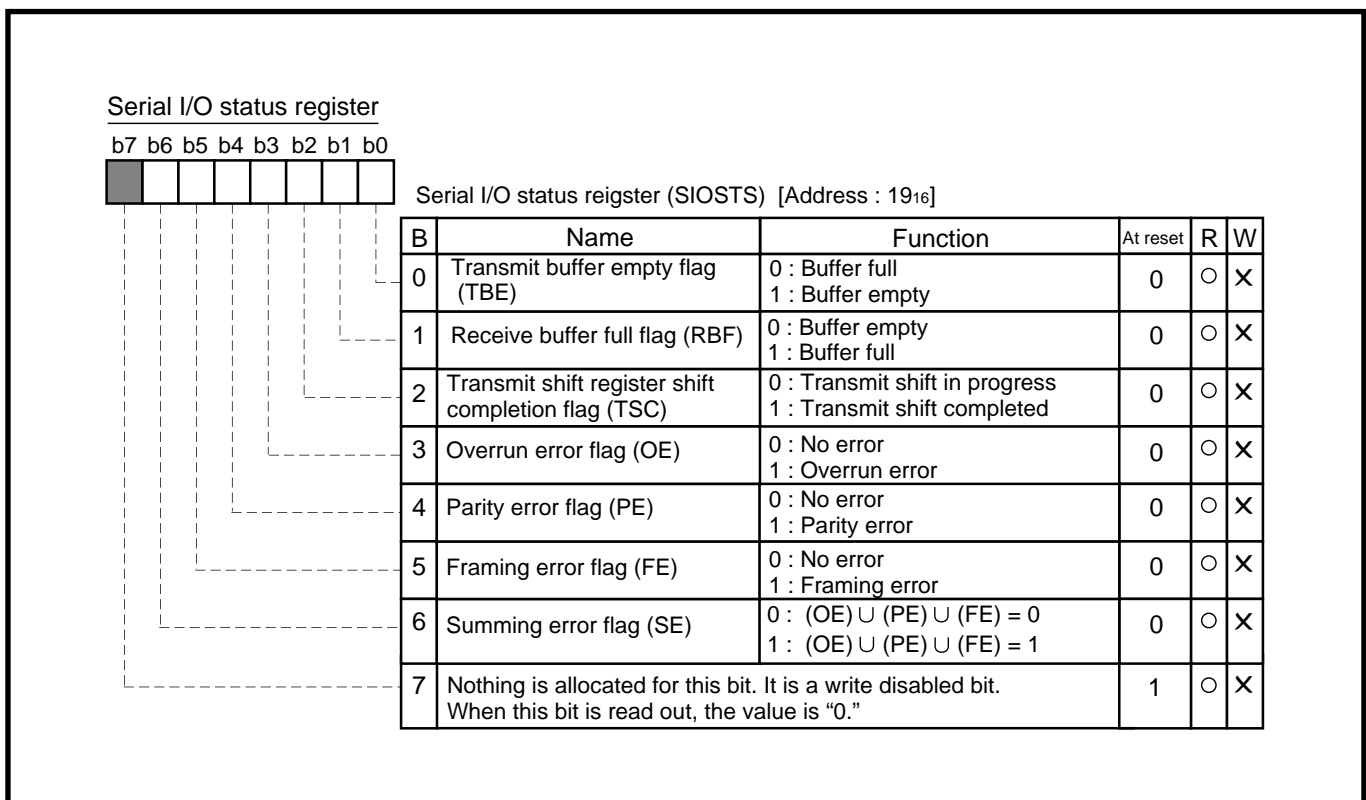 Serial I/O status register
b7 b6 b5 b4 b3 b2 b1 b0
Serial I/O status reigster (SIOSTS) [Address : 19₁₆]
B Name Function At reset R W
0 Transmit buffer empty flag (TBE) 0 : Buffer full
1 : Buffer empty 0 ○ ×
1 Receive buffer full flag (RBF) 0 : Buffer empty
1 : Buffer full 0 ○ ×
2 Transmit shift register shift completion flag (TSC) 0 : Transmit shift in progress
1 : Transmit shift completed 0 ○ ×
3 Overrun error flag (OE) 0 : No error
1 : Overrun error 0 ○ ×
4 Parity error flag (PE) 0 : No error
1 : Parity error 0 ○ ×
5 Framing error flag (FE) 0 : No error
1 : Framing error 0 ○ ×
6 Summing error flag (SE) 0 : (OE) ∪ (PE) ∪ (FE) = 0
1 : (OE) ∪ (PE) ∪ (FE) = 1 0 ○ ×
7 Nothing is allocated for this bit. It is a write disabled bit.
When this bit is read out, the value is “0.” 1 ○ ×